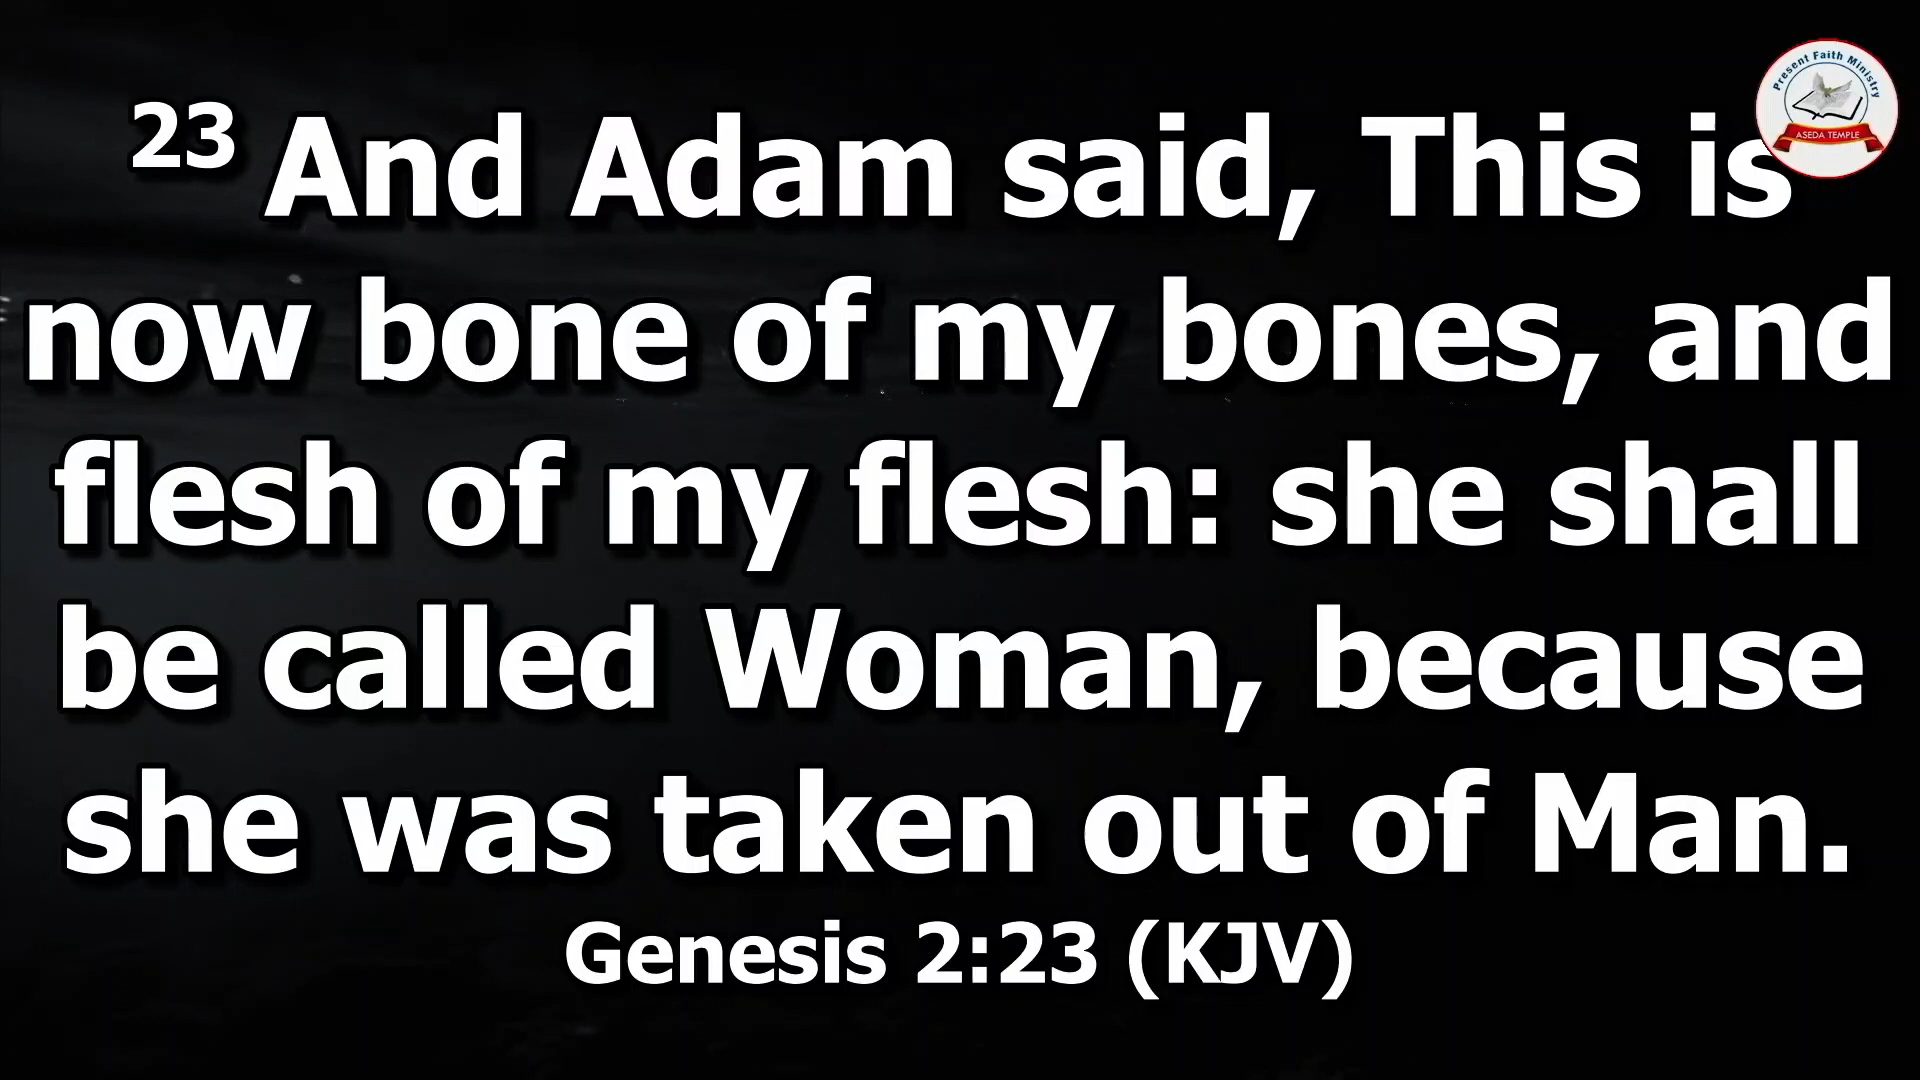 23 And Adam said, This is
now bone of my bones, and
flesh of my flesh: she shall
be called Woman, because
she was taken out of Man.
Genesis 2:23 (KJV)
Present Faith Ministry
ASEDA TEMPLE